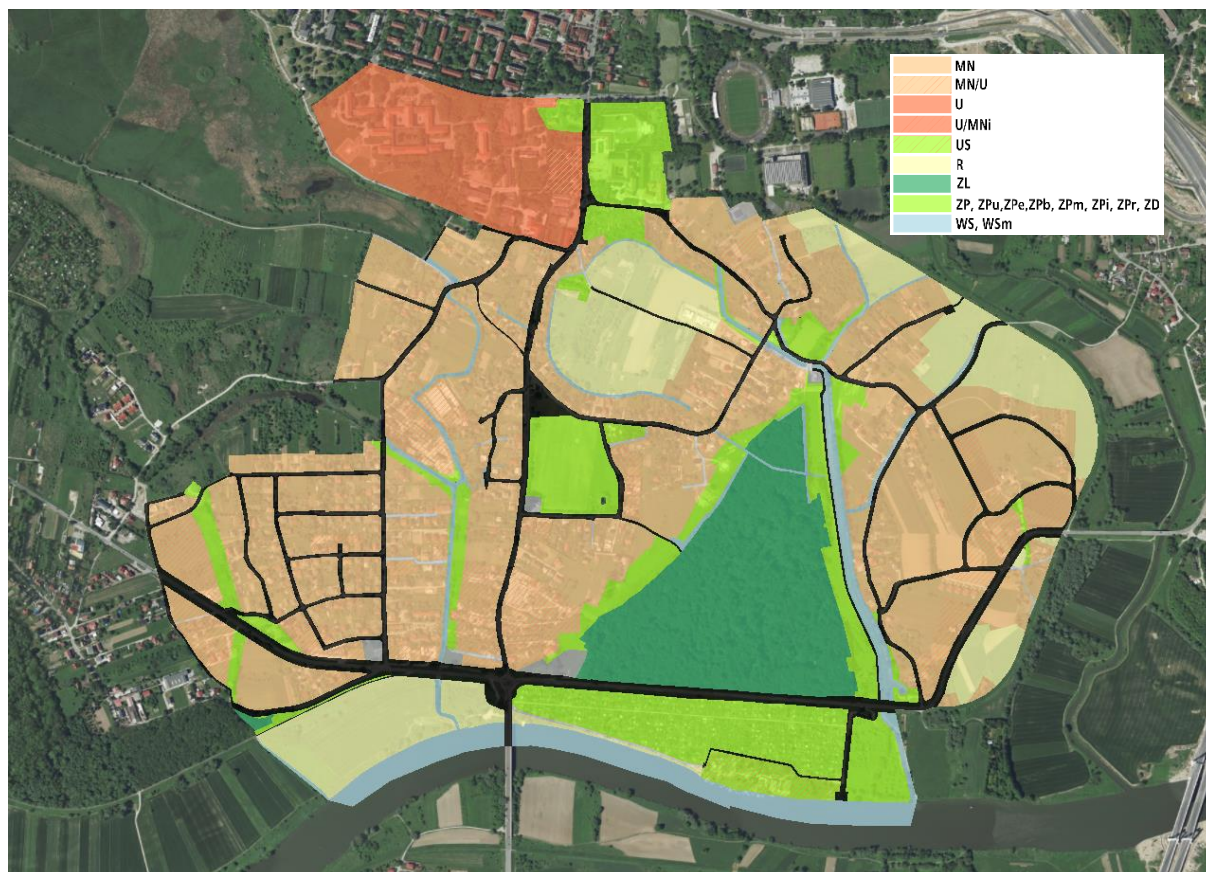 MN
MN/U
U
U/MNi
US
R
ZL
ZP, ZPu,ZPe,ZPb, ZPm, ZPi, ZPr, ZD
WS, WSm